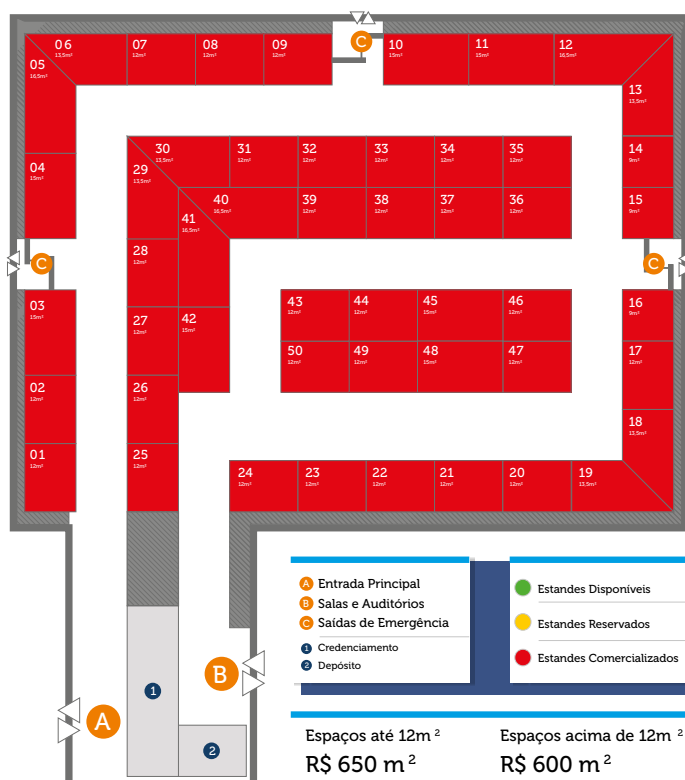 C
06
13,5m²
07
12m²
08
12m²
09
12m²
10
15m²
11
15m²
12
16,5m²
05
16,5m²
13
13,5m²
04
15m²
30
13,5m²
31
12m²
32
12m²
33
12m²
34
12m²
35
12m²
14
9m²
29
13,5m²
40
16,5m²
39
12m²
38
12m²
37
12m²
36
12m²
15
9m²
41
16,5m²
28
12m²
C
C
03
15m²
43
12m²
44
12m²
45
15m²
46
12m²
16
9m²
27
12m²
42
15m²
50
12m²
49
12m²
48
15m²
47
12m²
17
12m²
02
12m²
26
12m²
18
13,5m²
01
12m²
25
12m²
24
12m²
23
12m²
22
12m²
21
12m²
20
12m²
19
13,5m²
A Entrada Principal
B Salas e Auditórios
C Saídas de Emergência
1 Credenciamento
2 Depósito
Estandes Disponíveis
Estandes Reservados
Estandes Comercializados
1
B
A
2
Espaços até 12m²
R$ 650 m²
Espaços acima de 12m²
R$ 600 m²